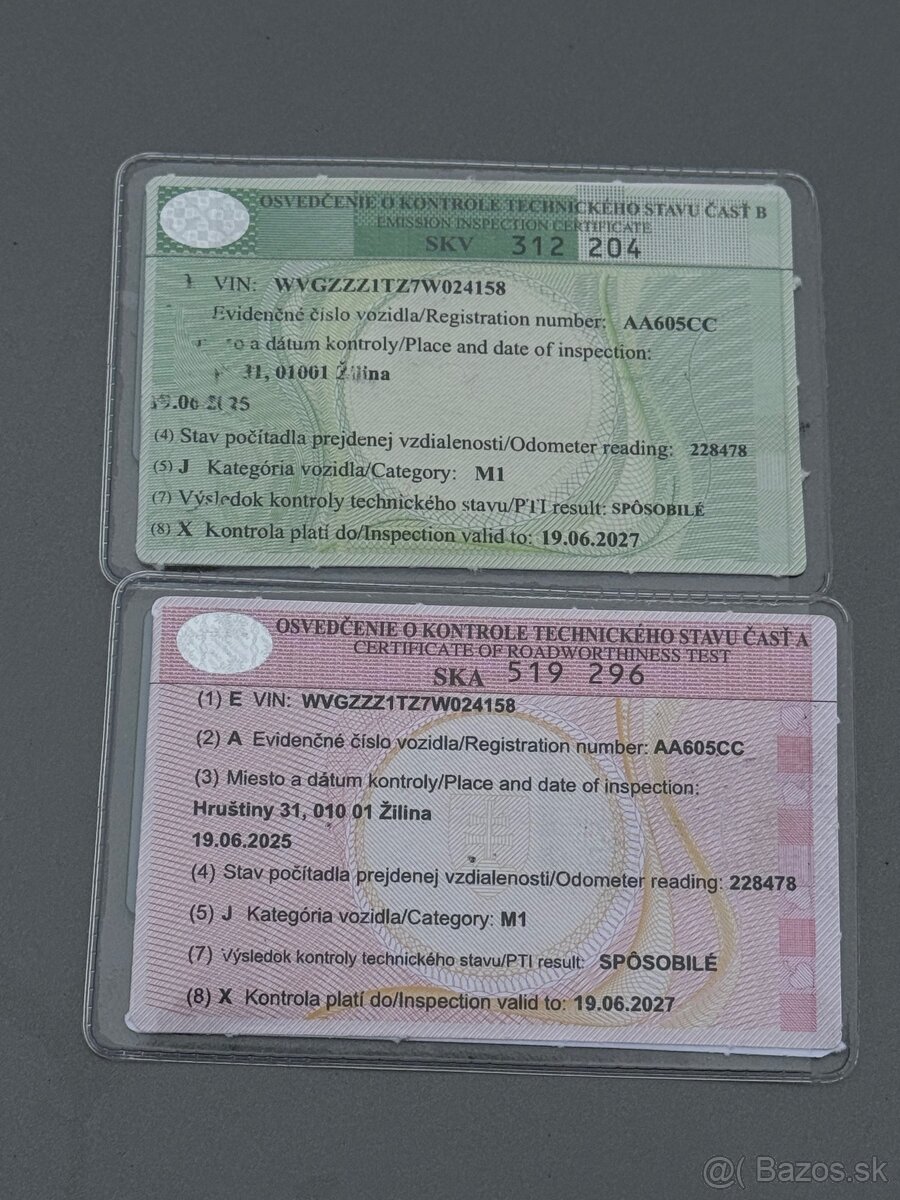 OSVEDČENIE O KONTROLE TECHNICKÉHO STAVU ČASŤ B
EMISSION INSPECTION CERTIFICATE
SKV 312 204
VIN: WVGZZZ1TZ7W024158
Evidenčné číslo vozidla/Registration number: AA605CC
a dátum kontroly/Place and date of inspection:
31, 01001 Žilina
(4) Stav počítadla prejdenej vzdialenosti/Odometer reading: 228478
(5) J Kategória vozidla/Category: M1
(7) Výsledok kontroly technického stavu/PTI result: SPÔSOBILÉ
(8) X Kontrola platí do/Inspection valid to: 19.06.2027
OSVEDČENIE O KONTROLE TECHNICKÉHO STAVU ČASŤ A
CERTIFICATE OF ROADWORTHINESS TEST
SKA 519 296
(1) E VIN: WVGZZZ1TZ7W024158
(2) A Evidenčné číslo vozidla/Registration number: AA605CC
(3) Miesto a dátum kontroly/Place and date of inspection:
Hruštiny 31, 010 01 Žilina
19.06.2025
(4) Stav počítadla prejdenej vzdialenosti/Odometer reading: 228478
(5) J Kategória vozidla/Category: M1
(7) Výsledok kontroly technického stavu/PTI result: SPÔSOBILÉ
(8) X Kontrola platí do/Inspection valid to: 19.06.2027
@( Bazos.sk